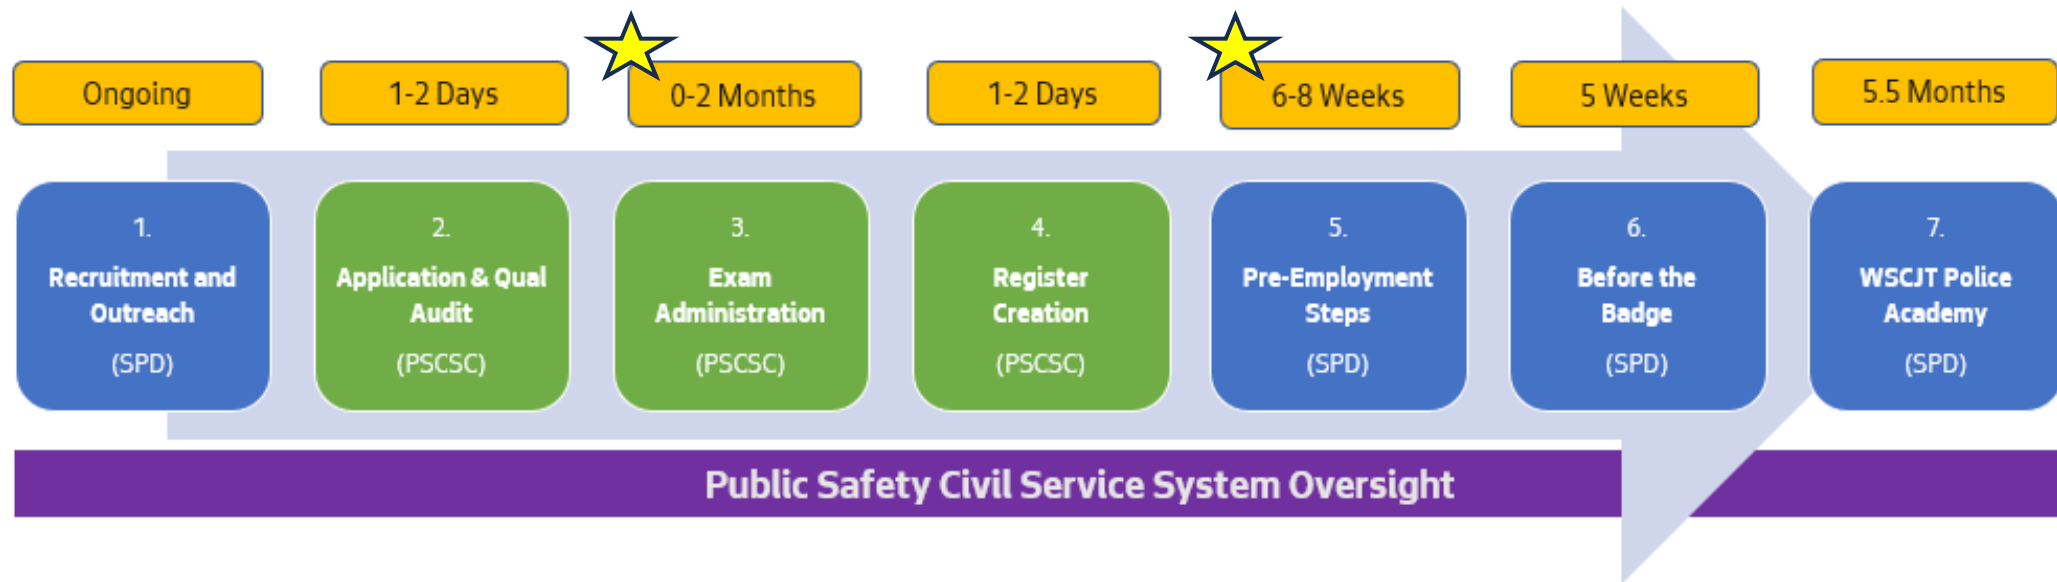 Ongoing
1-2 Days
0-2 Months
1-2 Days
6-8 Weeks
5 Weeks
5.5 Months
1.
Recruitment and
Outreach
(SPD)
2.
Application & Qual
Audit
(PSCSC)
3.
Exam
Administration
(PSCSC)
4.
Register
Creation
(PSCSC)
5.
Pre-Employment
Steps
(SPD)
6.
Before the
Badge
(SPD)
7.
WSCJT Police
Academy
(SPD)
Public Safety Civil Service System Oversight